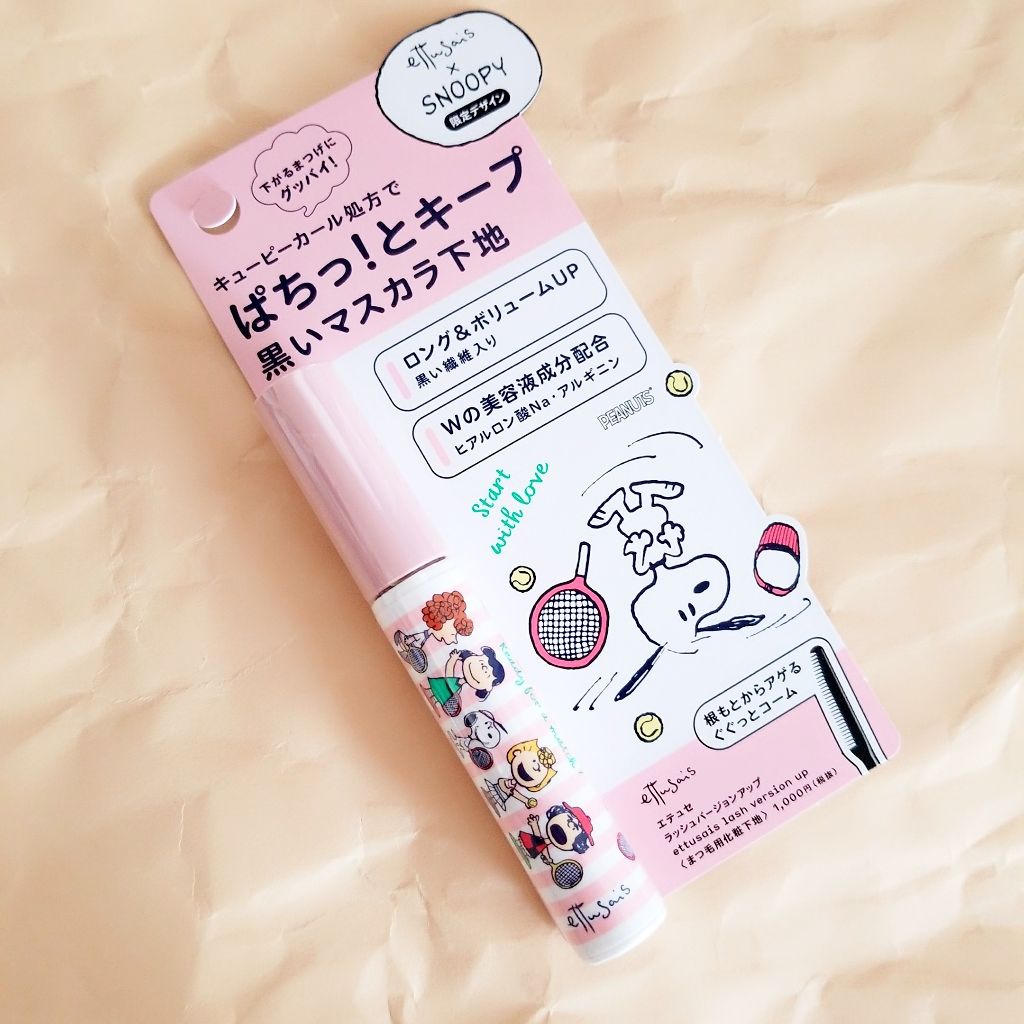 ettusais
×
SNOOPY
限定デザイン
下がるまつげに
グッバイ!
キューピーカール処方で
ぱちっ!とキープ
黒いマスカラ下地
ロング&ボリュームUP
黒い繊維入り
Wの美容液成分配合
ヒアルロン酸Na・アルギニン
PEANUTS
Start
with love
Ready for a match!
根もとからアゲる
ぐぐっとコーム
ettusais
エテュセ
ラッシュバージョンアップ
ettusais lash version up
〈まつ毛用化粧下地〉 1,000円(税抜)
ettusais